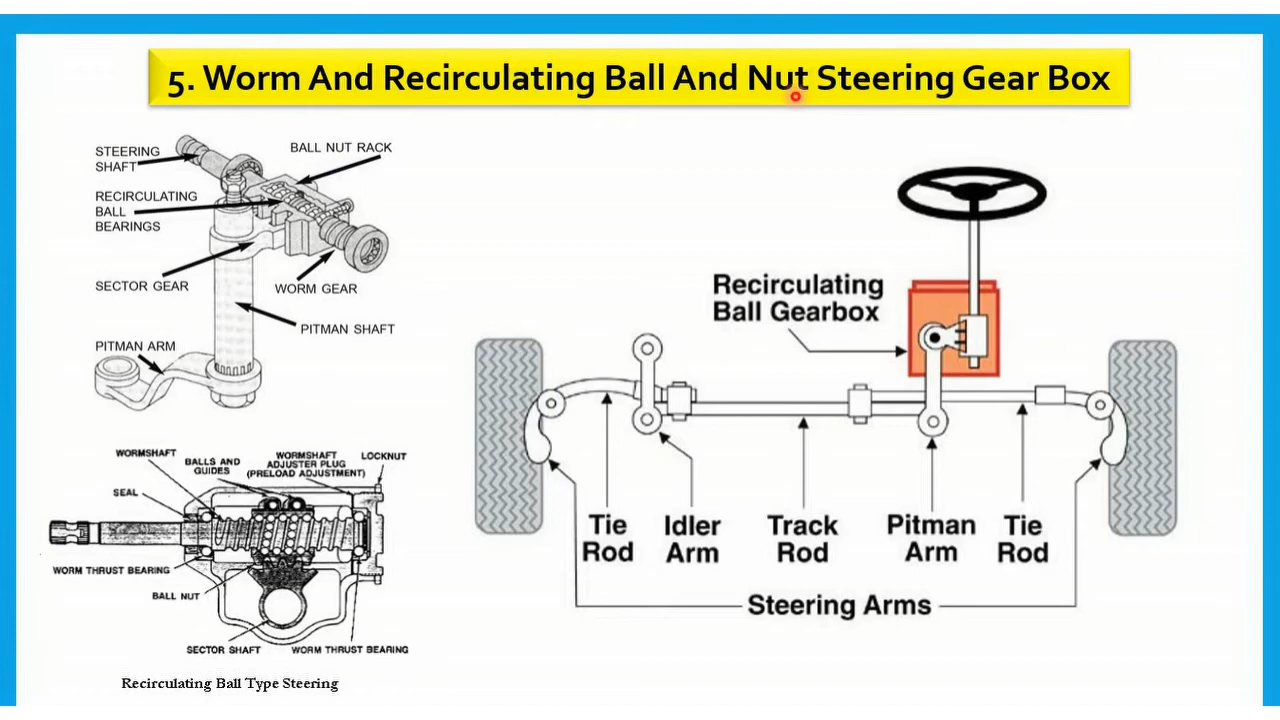 5. Worm And Recirculating Ball And Nut Steering Gear Box
STEERING
SHAFT
BALL NUT RACK
RECIRCULATING
BALL
BEARINGS
SECTOR GEAR
WORM GEAR
PITMAN SHAFT
PITMAN ARM
WORMSHAFT
BALLS AND
GUIDES
WORMSHAFT
ADJUSTER PLUG
(PRELOAD ADJUSTMENT)
LOCKNUT
SEAL
WORM THRUST BEARING
BALL NUT
SECTOR SHAFT
WORM THRUST BEARING
Recirculating Ball Type Steering
Recirculating
Ball Gearbox
Tie
Rod
Idler
Arm
Track
Rod
Pitman
Arm
Tie
Rod
Steering Arms